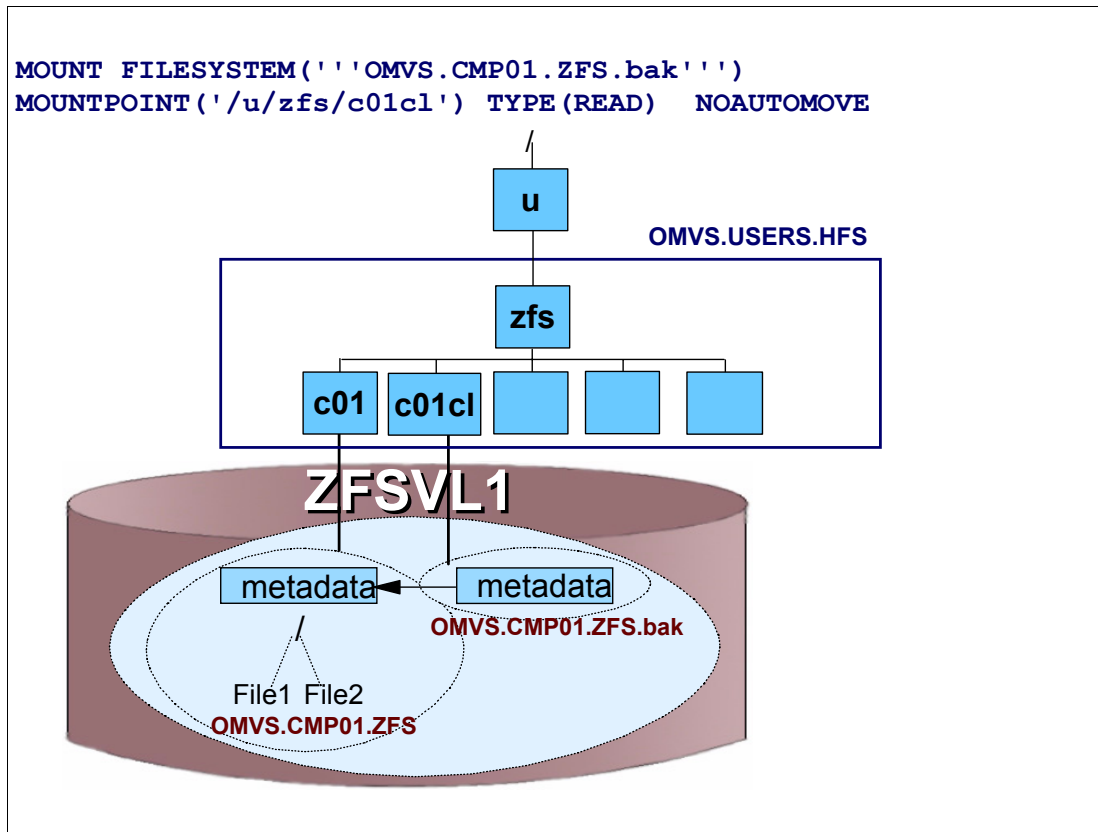 MOUNT FILESYSTEM('''OMVS.CMP01.ZFS.bak''')
MOUNTPOINT('/u/zfs/c01cl') TYPE(READ) NOAUTOMOVE
/
u
OMVS.USERS.HFS
zfs
c01
c01cl
ZFSVL1
metadata
metadata
OMVS.CMP01.ZFS.bak
/
File1 File2
OMVS.CMP01.ZFS